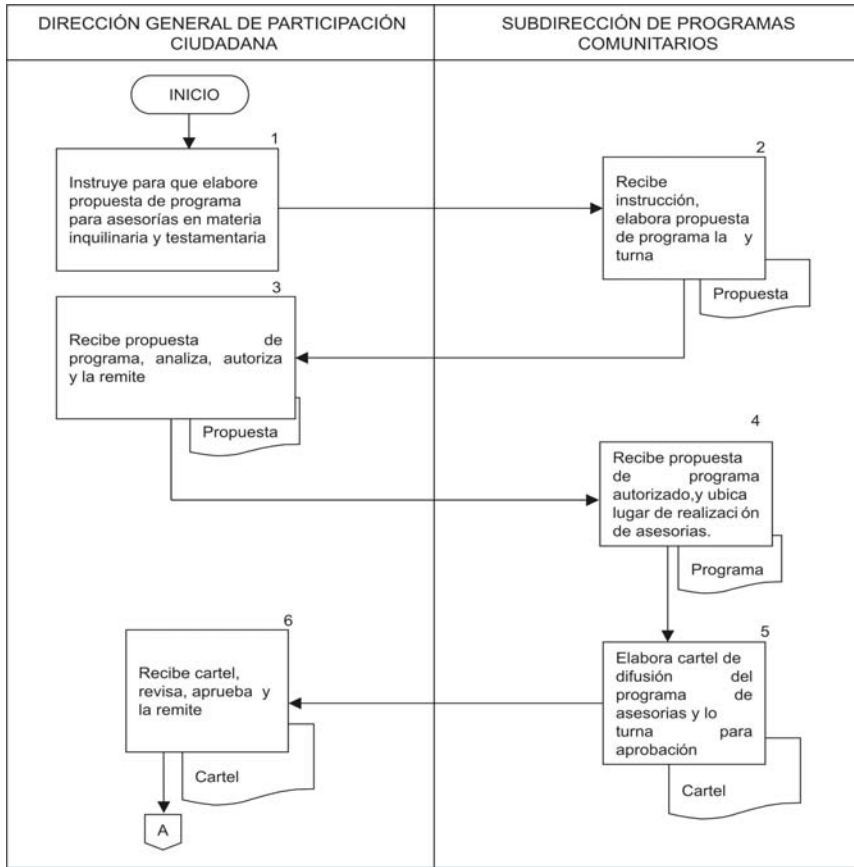 DIRECCIÓN GENERAL DE PARTICIPACIÓN
CIUDADANA
SUBDIRECCIÓN DE PROGRAMAS
COMUNITARIOS
INICIO
1
Instruye para que elabore
propuesta de programa
para asesorías en materia
inquilinaria y testamentaria
2
Recibe
instrucción,
elabora propuesta
de programa la y
turna
Propuesta
3
Recibe propuesta de
programa, analiza, autoriza
y la remite
Propuesta
4
Recibe propuesta
de programa
autorizado,y ubica
lugar de realizaci ón
de asesorias.
Programa
5
Elabora cartel de
difusión del
programa de
asesorias y lo
turna para
aprobación
Cartel
6
Recibe cartel,
revisa, aprueba y
la remite
Cartel
A